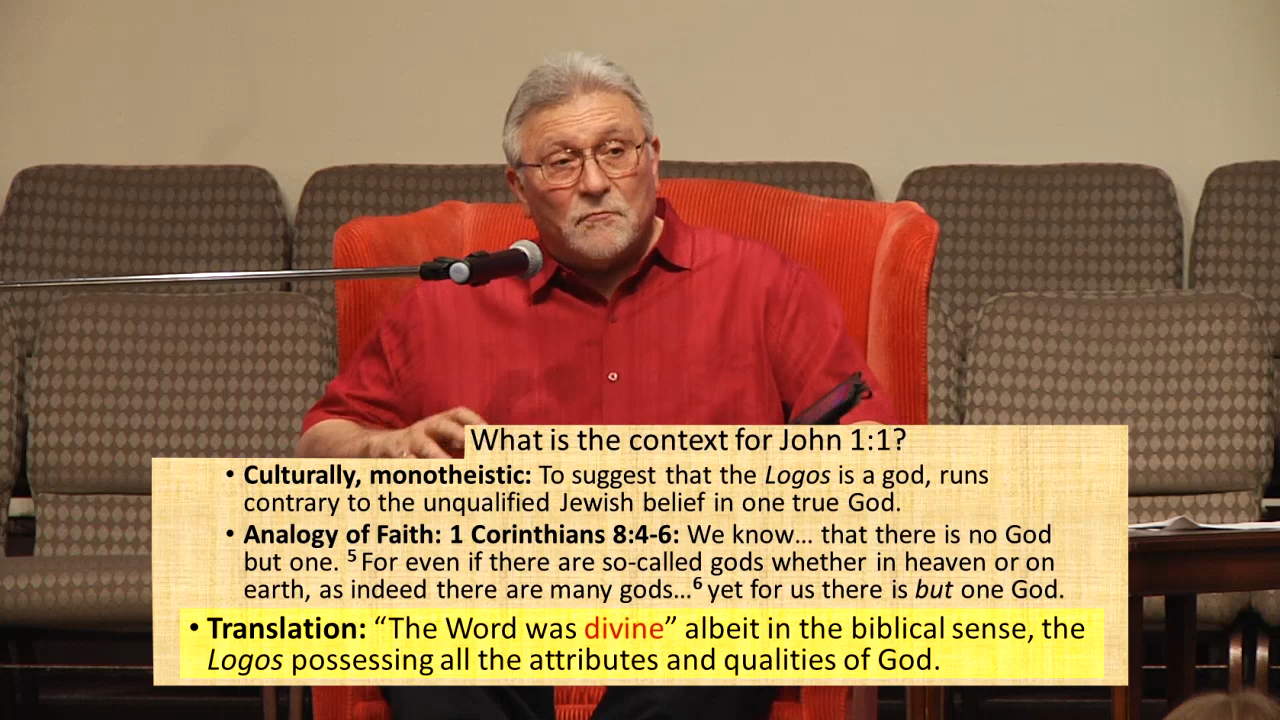 What is the context for John 1:1?
• Culturally, monotheistic: To suggest that the Logos is a god, runs
contrary to the unqualified Jewish belief in one true God.
• Analogy of Faith: 1 Corinthians 8:4-6: We know… that there is no God
but one. ⁵ For even if there are so-called gods whether in heaven or on
earth, as indeed there are many gods…⁶ yet for us there is but one God.
• Translation: “The Word was divine” albeit in the biblical sense, the
Logos possessing all the attributes and qualities of God.